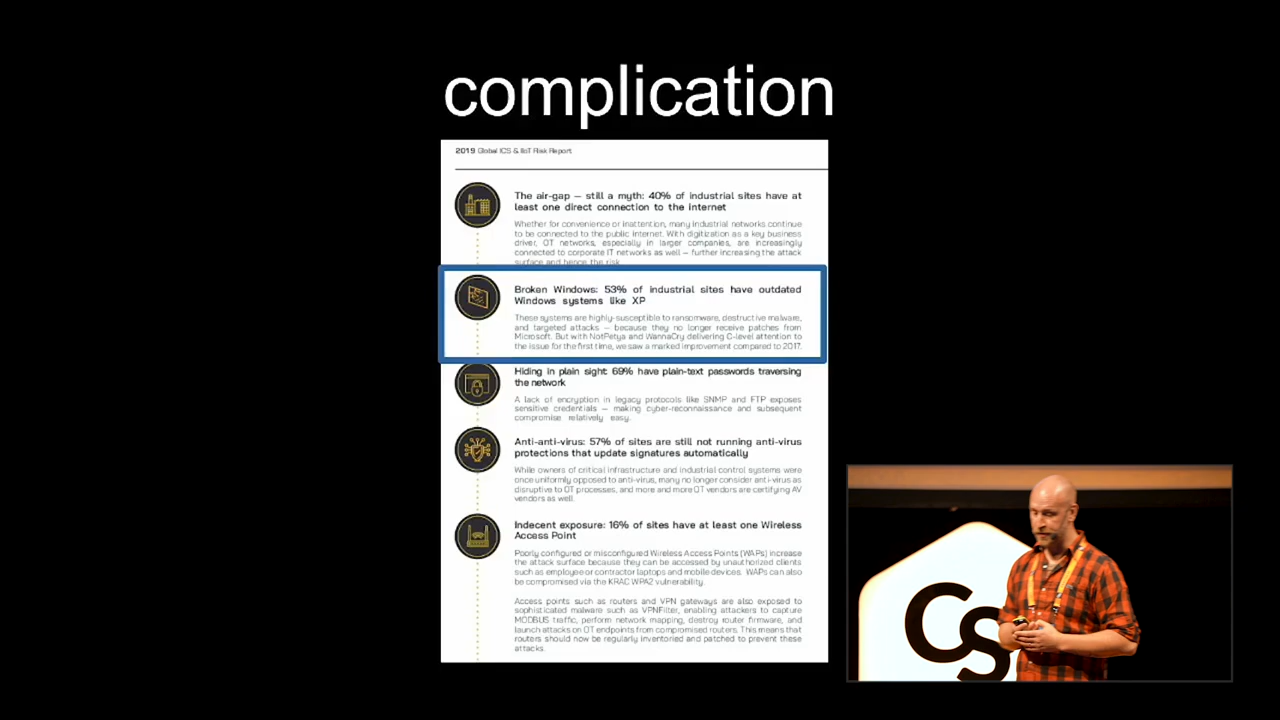 complication
2019 Global ICS & IIoT Risk Report
The air-gap — still a myth: 40% of industrial sites have at
least one direct connection to the internet
Whether for convenience or inattention, many industrial networks continue
to be connected to the public internet. With digitization as a key business
driver, OT networks, especially in larger companies, are increasingly
connected to corporate IT networks as well — further increasing the attack
surface and hence the risk.
Broken Windows: 53% of industrial sites have outdated
Windows systems like XP
These systems are highly-susceptible to ransomware, destructive malware,
and targeted attacks — because they no longer receive patches from
Microsoft. But with NotPetya and WannaCry delivering C-level attention to
the issue for the first time, we saw a marked improvement compared to 2017.
Hiding in plain sight: 69% have plain-text passwords traversing
the network
A lack of encryption in legacy protocols like SNMP and FTP exposes
sensitive credentials — making cyber-reconnaissance and subsequent
compromise relatively easy.
Anti-anti-virus: 57% of sites are still not running anti-virus
protections that update signatures automatically
While owners of critical infrastructure and industrial control systems were
once uniformly opposed to anti-virus, many no longer consider anti-virus as
disruptive to OT processes, and more and more OT vendors are certifying AV
vendors as well.
Indecent exposure: 16% of sites have at least one Wireless
Access Point
Poorly configured or misconfigured Wireless Access Points (WAPs) increase
the attack surface because they can be accessed by unauthorized clients
such as employee or contractor laptops and mobile devices. WAPs can also
be compromised via the KRAC WPA2 vulnerability.
Access points such as routers and VPN gateways are also exposed to
sophisticated malware such as VPNFilter, enabling attackers to capture
MODBUS traffic, perform network mapping, destroy router firmware, and
launch attacks on OT endpoints from compromised routers. This means that
routers should now be regularly inventoried and patched to prevent these
attacks.
CS